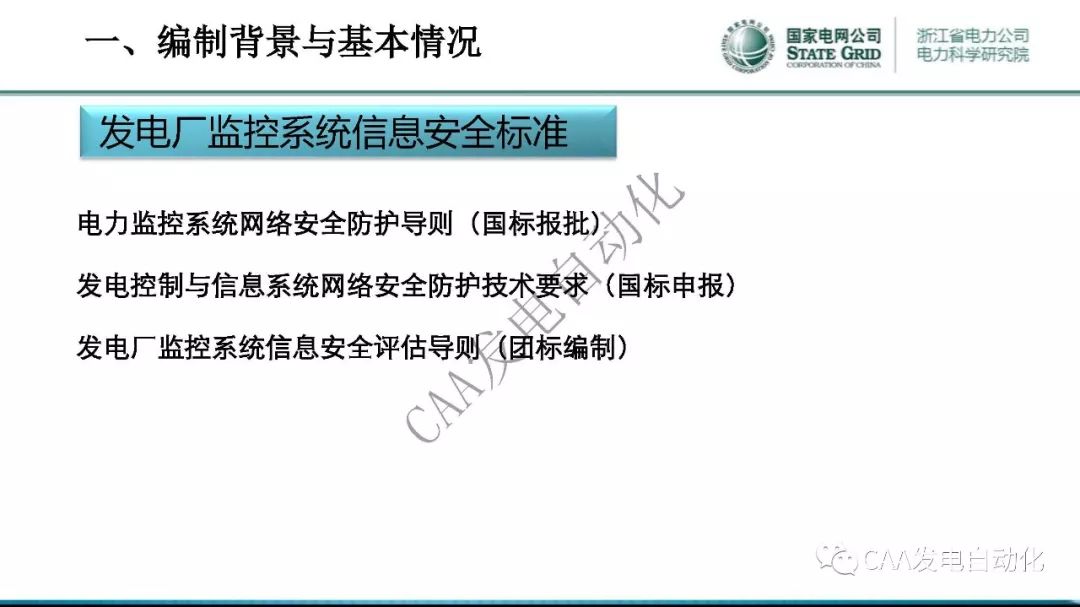 一、编制背景与基本情况
国家电网公司
STATE GRID
CORPORATION OF CHINA
浙江省电力公司
电力科学研究院
发电厂监控系统信息安全标准
电力监控系统网络安全防护导则（国标报批）
发电控制与信息系统网络安全防护技术要求（国标申报）
发电厂监控系统信息安全评估导则（团标编制）
CAA发电自动化
CAA发电自动化